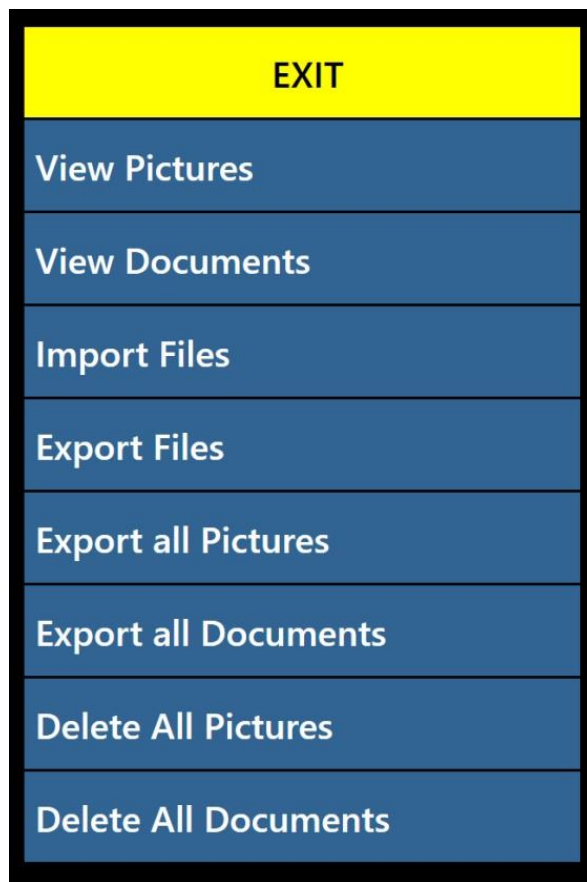 EXIT
View Pictures
View Documents
Import Files
Export Files
Export all Pictures
Export all Documents
Delete All Pictures
Delete All Documents